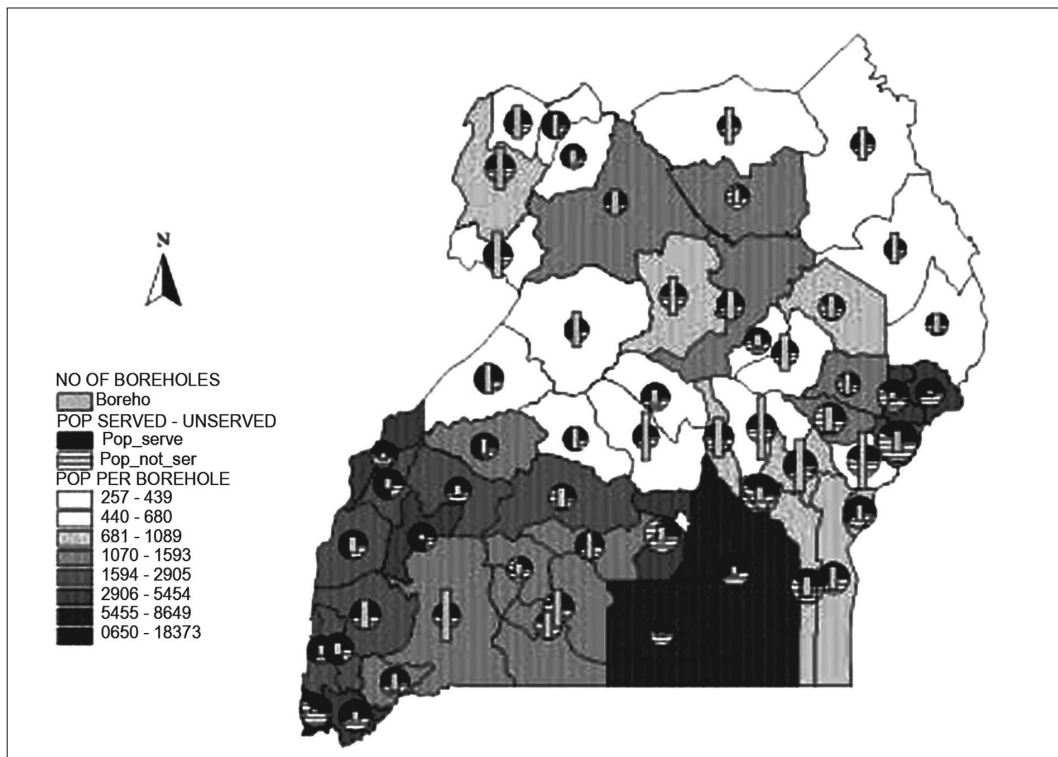 N
NO OF BOREHOLES
Boreho
POP SERVED - UNSERVED
Pop_serve
Pop_not_ser
POP PER BOREHOLE
257 - 439
440 - 680
681 - 1089
1070 - 1593
1594 - 2905
2906 - 5454
5455 - 8649
0650 - 18373